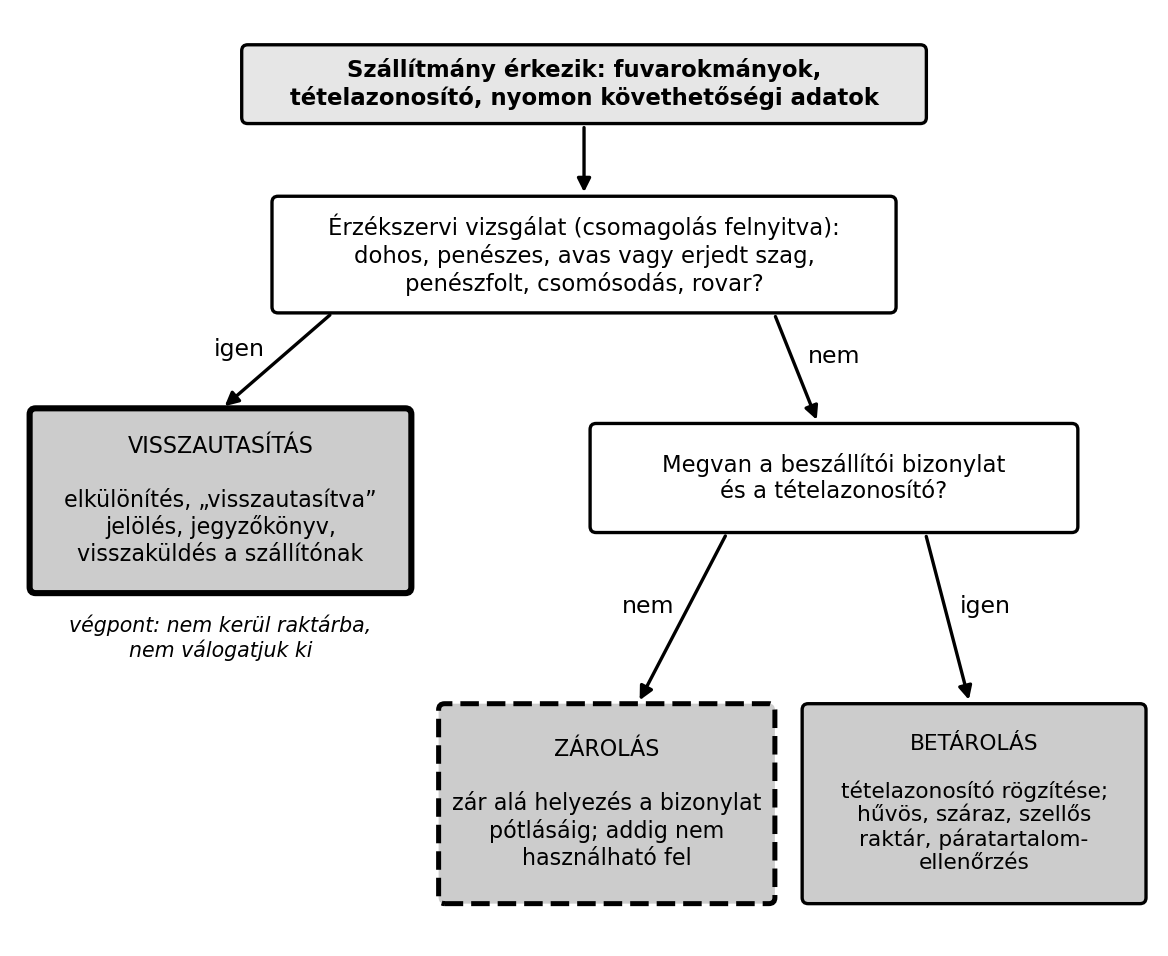 Szállítmány érkezik: fuvarokmányok,
tételazonosító, nyomon követhetőségi adatok
Érzékszervi vizsgálat (csomagolás felnyitva):
dohos, penészes, avas vagy erjedt szag,
penészfolt, csomósodás, rovar?
igen
nem
VISSZAUTASÍTÁS
elkülönítés, „visszautasítva”
jelölés, jegyzőkönyv,
visszaküldés a szállítónak
végpont: nem kerül raktárba,
nem válogatjuk ki
Megvan a beszállítói bizonylat
és a tételazonosító?
nem
igen
ZÁROLÁS
zár alá helyezés a bizonylat
pótlásáig; addig nem
használható fel
BETÁROLÁS
tételazonosító rögzítése;
hűvös, száraz, szellős
raktár, páratartalom-
ellenőrzés